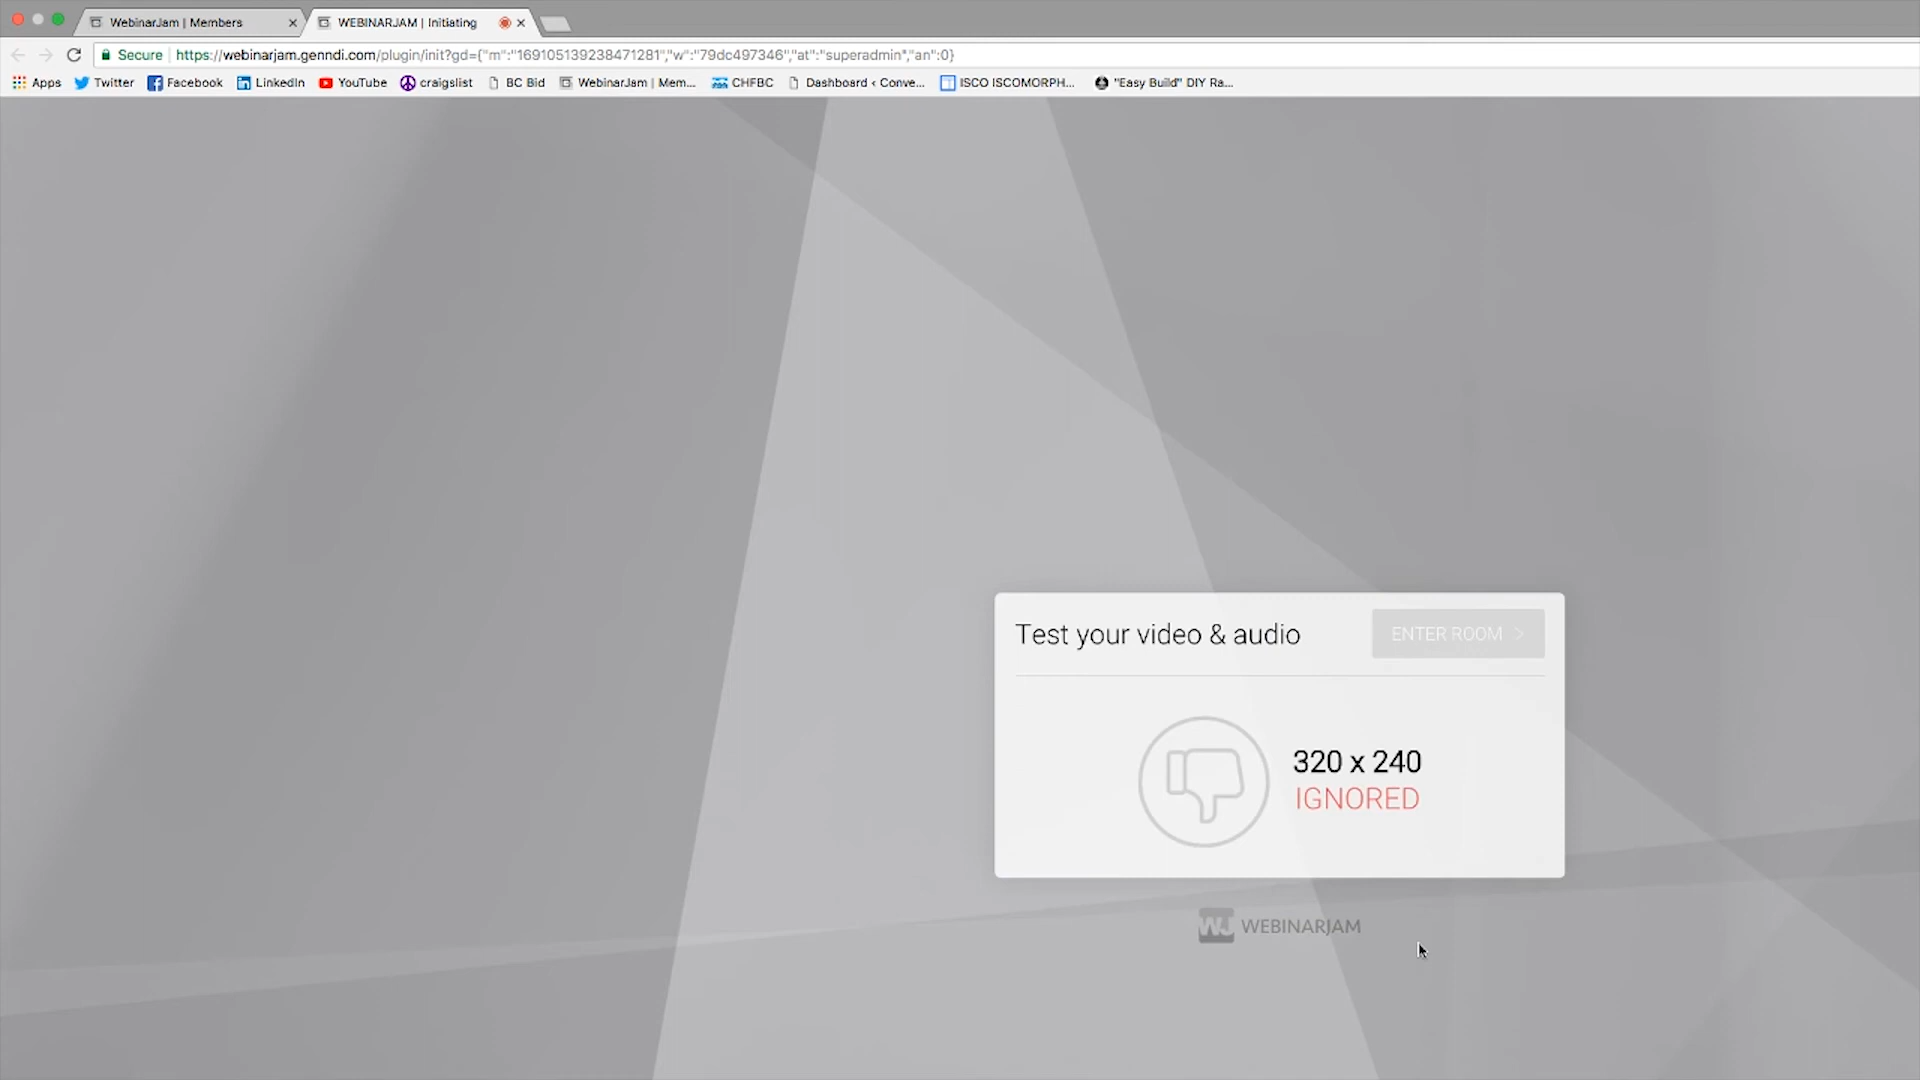 WebinarJam | Members
WEBINARJAM | Initiating
Secure
https://webinarjam.genndi.com/plugin/init?gd={"m":"169105139238471281","w":"79dc497346","at":"superadmin","an":0}
Apps
Twitter
Facebook
LinkedIn
YouTube
craigslist
BC Bid
WebinarJam | Mem...
CHFBC
Dashboard ‹ Conve...
ISCO ISCOMORPH...
"Easy Build" DIY Ra...
Test your video & audio
ENTER ROOM >
320 x 240
IGNORED
WJ WEBINARJAM